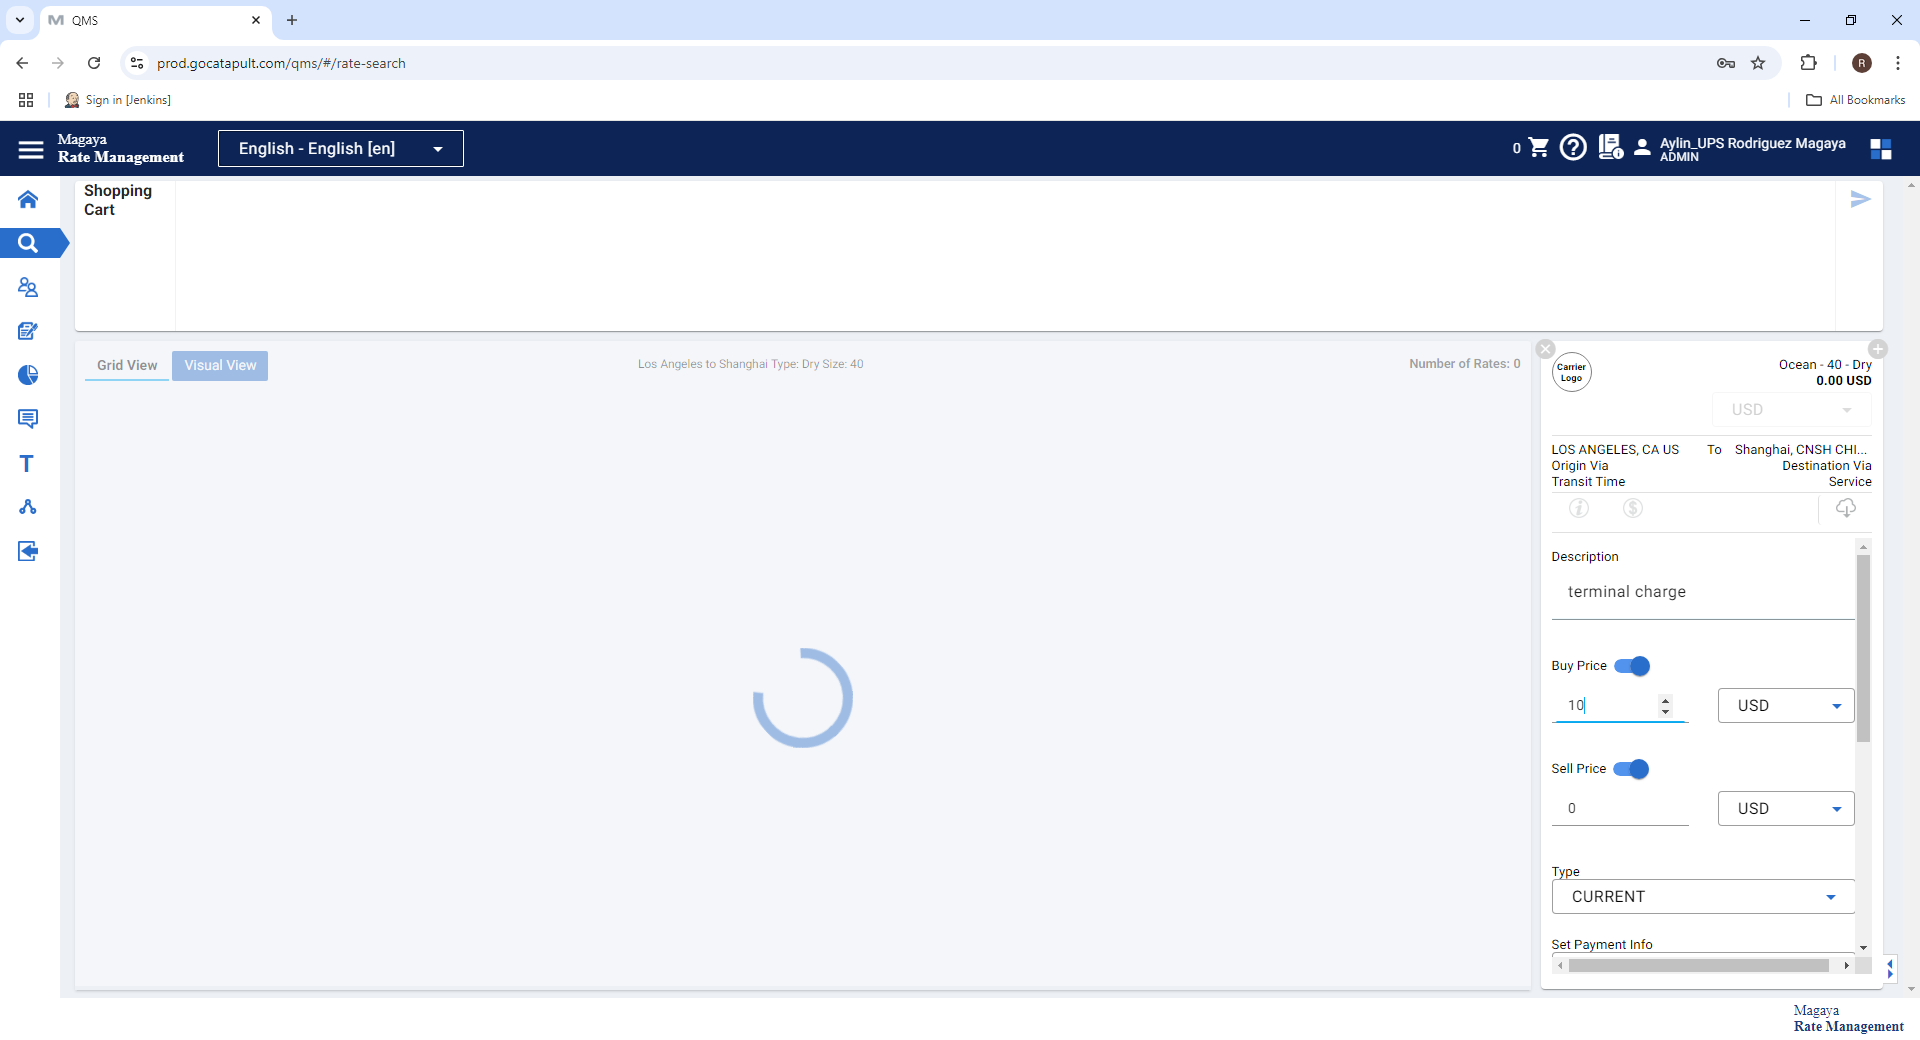 QMS
prod.gocatapult.com/qms/#/rate-search
Sign in [Jenkins]
All Bookmarks
R
Magaya
Rate Management
English - English [en]
0
Aylin_UPS Rodriguez Magaya
ADMIN
Shopping
Cart
Grid View
Visual View
Los Angeles to Shanghai Type: Dry Size: 40
Number of Rates: 0
Carrier
Logo
Ocean - 40 - Dry
0.00 USD
USD
LOS ANGELES, CA US To Shanghai, CNSH CHI...
Origin Via Destination Via
Transit Time Service
Description
terminal charge
Buy Price
10 USD
Sell Price
0 USD
Type
CURRENT
Set Payment Info
Magaya
Rate Management